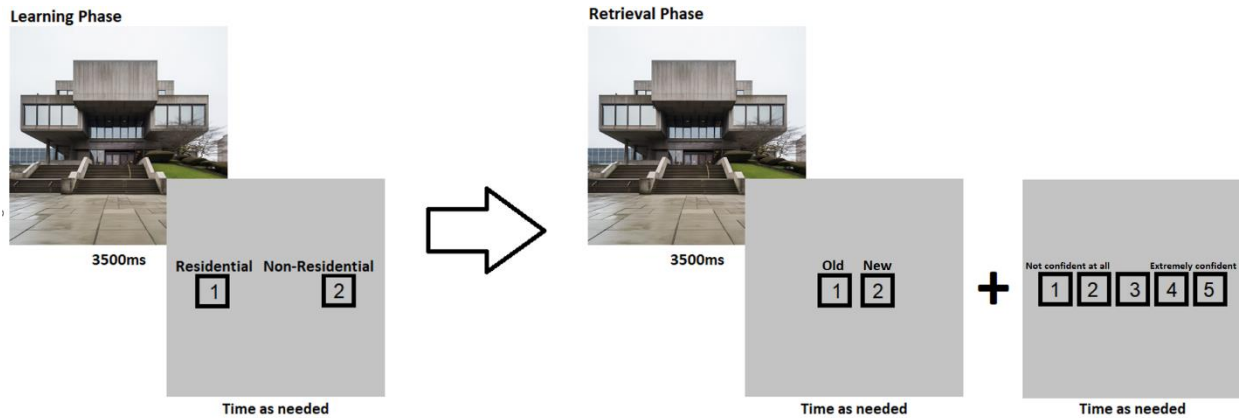 Learning Phase
3500ms
Residential Non-Residential
1 2
Time as needed
Retrieval Phase
3500ms
Old New
1 2
Time as needed
+
Not confident at all Extremely confident
1 2 3 4 5
Time as needed